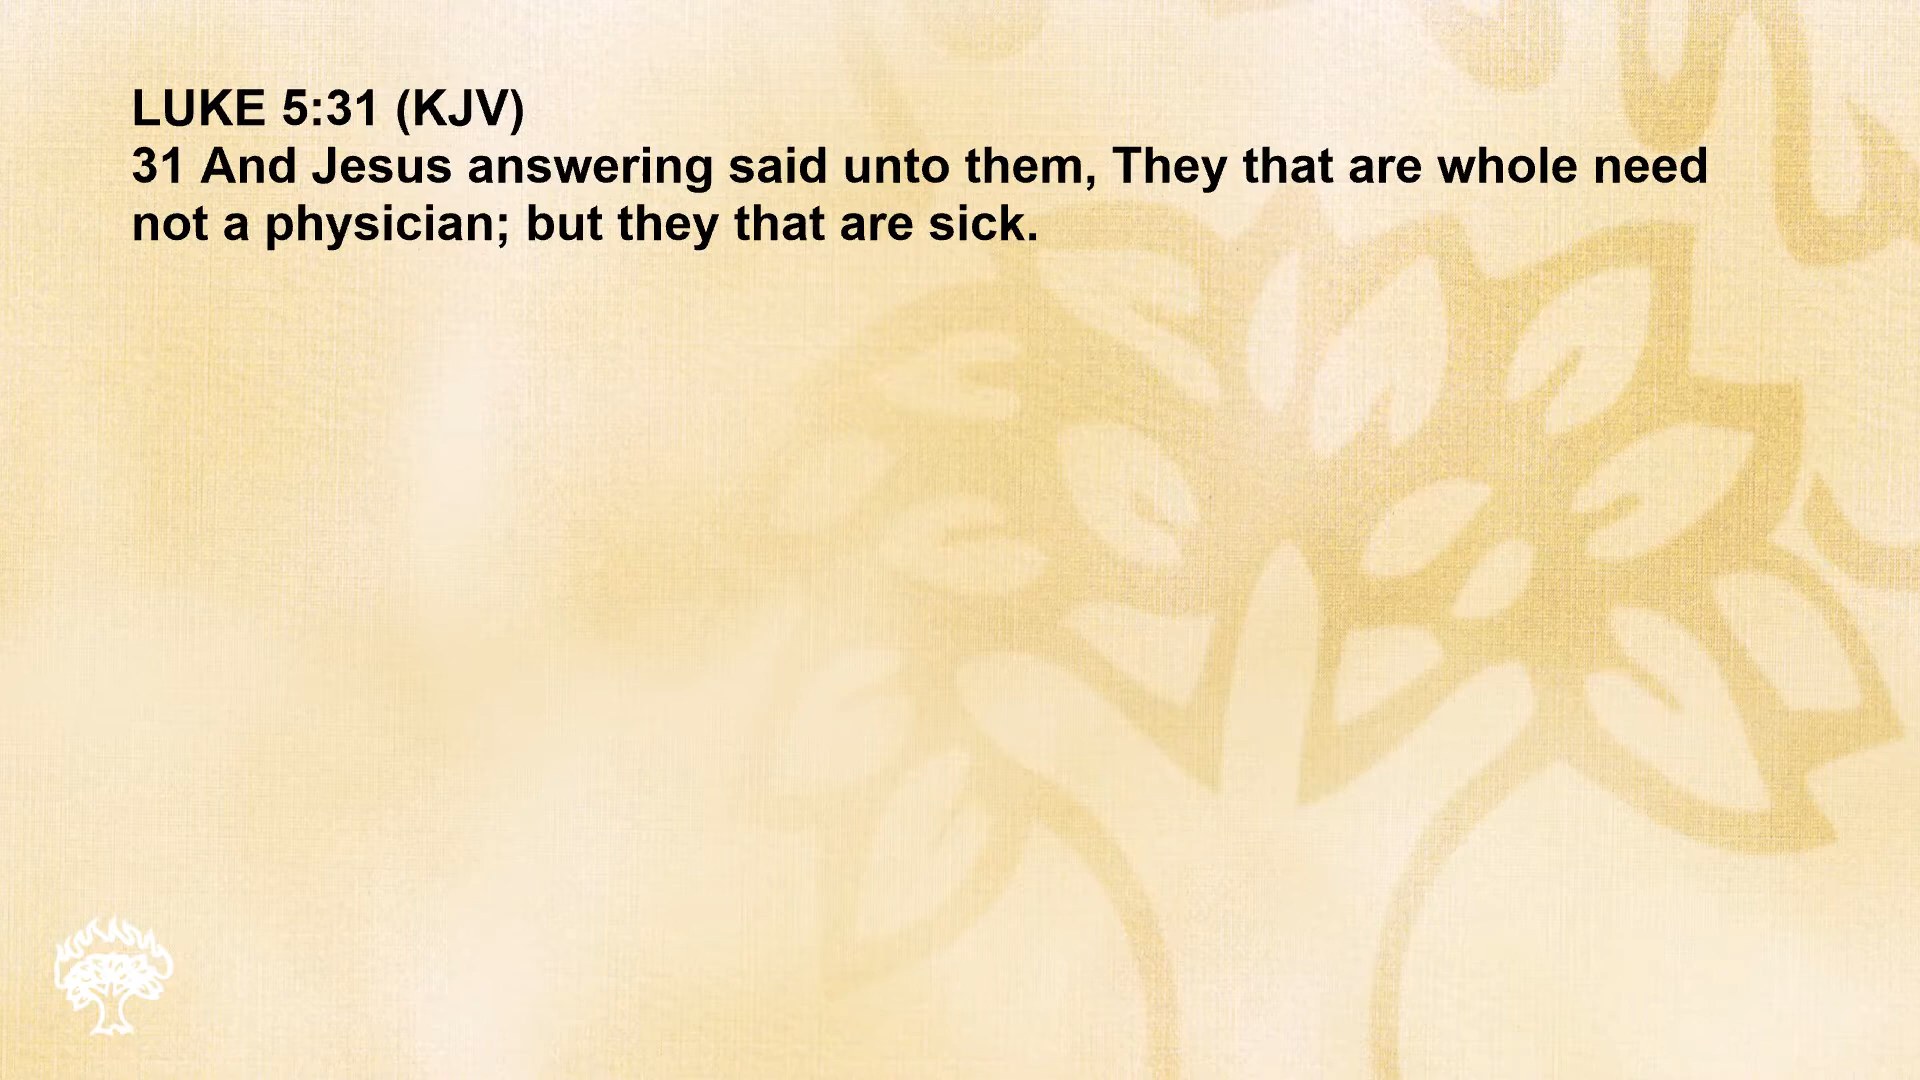 LUKE 5:31 (KJV)
31 And Jesus answering said unto them, They that are whole need
not a physician; but they that are sick.